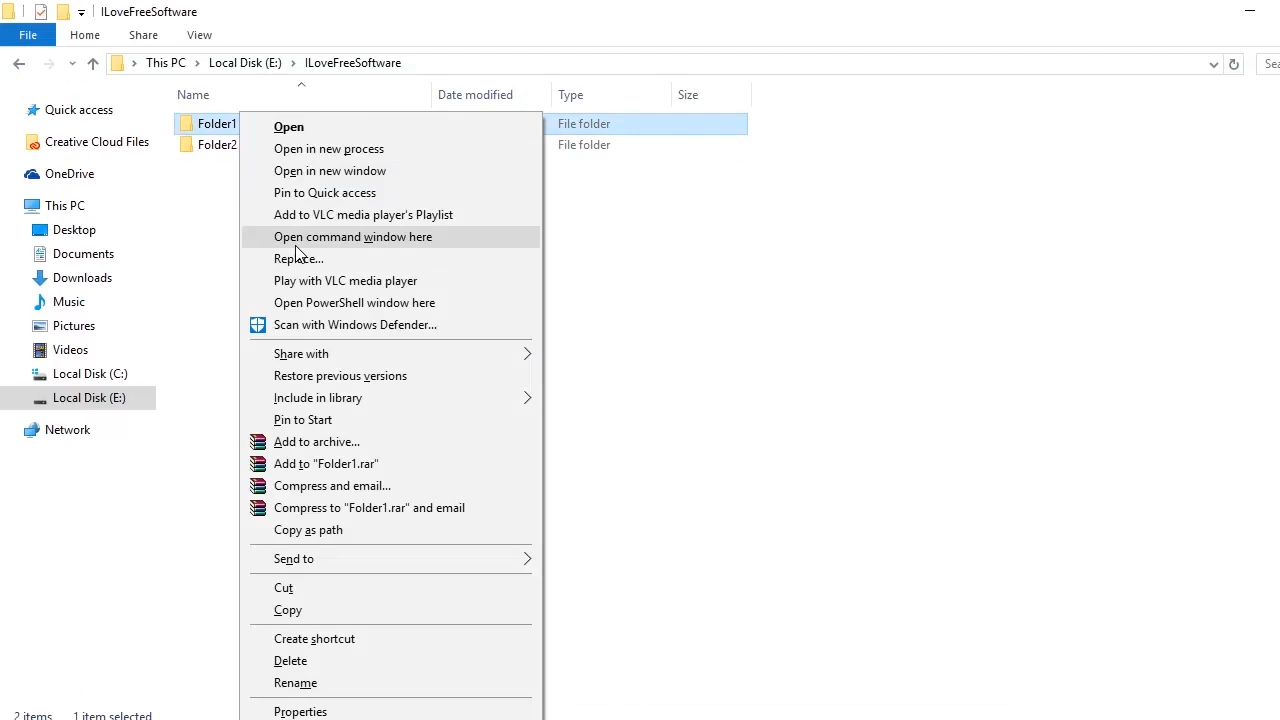 ILoveFreeSoftware
File Home Share View
This PC Local Disk (E:) ILoveFreeSoftware
Name Date modified Type Size
Quick access
Creative Cloud Files
OneDrive
This PC
Desktop
Documents
Downloads
Music
Pictures
Videos
Local Disk (C:)
Local Disk (E:)
Network
Folder1 File folder
Folder2 File folder
Open
Open in new process
Open in new window
Pin to Quick access
Add to VLC media player's Playlist
Open command window here
Replace...
Play with VLC media player
Open PowerShell window here
Scan with Windows Defender...
Share with
Restore previous versions
Include in library
Pin to Start
Add to archive...
Add to "Folder1.rar"
Compress and email...
Compress to "Folder1.rar" and email
Copy as path
Send to
Cut
Copy
Create shortcut
Delete
Rename
Properties
2 items 1 item selected